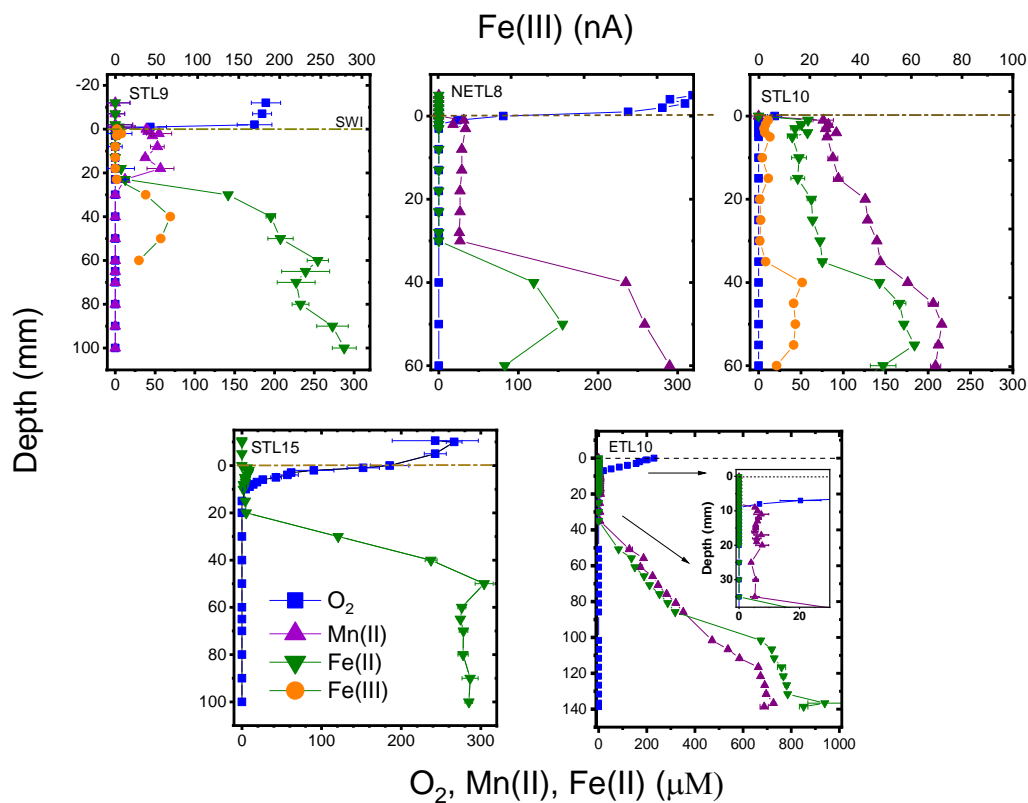 Fe(III) (nA)
0 50 100 150 200 250 300
0 20 40 60 80 100
-20
0
20
40
60
80
100
STL9
SWI
0 50 100 150 200 250 300
0
20
40
60
NETL8
0 100 200 300
0
20
40
60
STL10
0 50 100 150 200 250 300
Depth (mm)
0
20
40
60
80
100
STL15
O2
Mn(II)
Fe(II)
Fe(III)
0 100 200 300
0
20
40
60
80
100
120
140
ETL10
0
10
20
30
Depth (mm)
0 20
0 200 400 600 800 1000
O2, Mn(II), Fe(II) (µM)